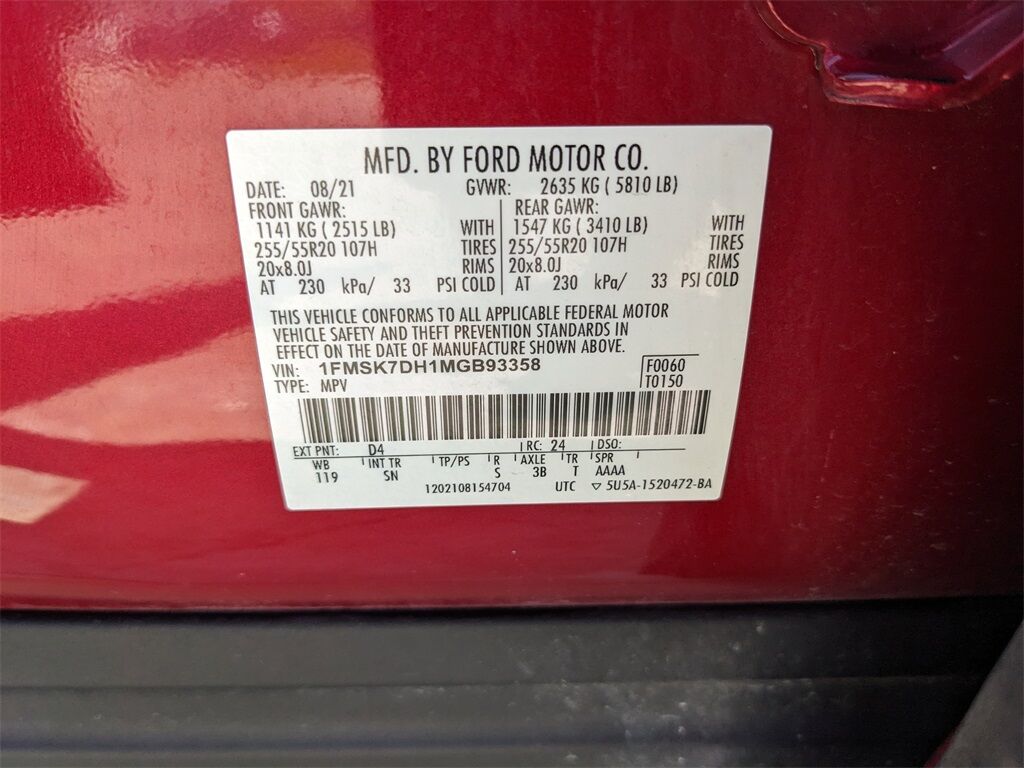 MFD. BY FORD MOTOR CO.
DATE: 08/21 GVWR: 2635 KG ( 5810 LB)
FRONT GAWR: REAR GAWR:
1141 KG ( 2515 LB) WITH 1547 KG ( 3410 LB) WITH
255/55R20 107H TIRES 255/55R20 107H TIRES
20x8.0J RIMS 20x8.0J RIMS
AT 230 kPa/ 33 PSI COLD AT 230 kPa/ 33 PSI COLD
THIS VEHICLE CONFORMS TO ALL APPLICABLE FEDERAL MOTOR
VEHICLE SAFETY AND THEFT PREVENTION STANDARDS IN
EFFECT ON THE DATE OF MANUFACTURE SHOWN ABOVE.
VIN: 1FMSK7DH1MGB93358 F0060
TYPE: MPV T0150
EXT PNT: D4 RC: 24 DSO:
WB INT TR TP/PS R AXLE TR SPR
119 SN S 3B T AAAA
1202108154704 UTC ▽ 5U5A-1520472-BA